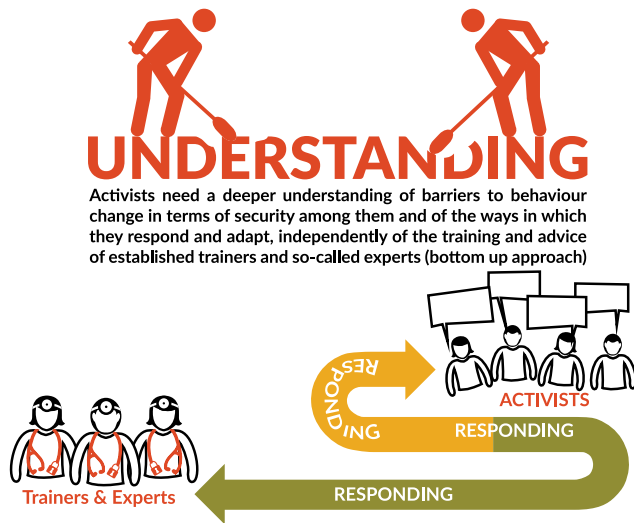 UNDERSTANDING
Activists need a deeper understanding of barriers to behaviour
change in terms of security among them and of the ways in which
they respond and adapt, independently of the training and advice
of established trainers and so-called experts (bottom up approach)
RESPONDING
ACTIVISTS
RESPONDING
Trainers & Experts
RESPONDING